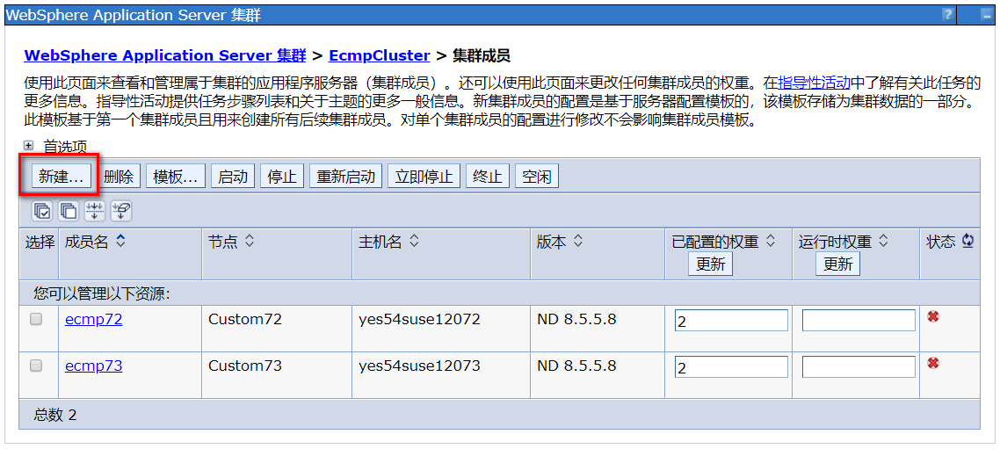 WebSphere Application Server 集群
?
WebSphere Application Server 集群 > EcmpCluster > 集群成员
使用此页面来查看和管理属于集群的应用程序服务器（集群成员）。还可以使用此页面来更改任何集群成员的权重。在指导性活动中了解有关此任务的
更多信息。指导性活动提供任务步骤列表和关于主题的更多一般信息。新集群成员的配置是基于服务器配置模板的，该模板存储为集群数据的一部分。
此模板基于第一个集群成员且用来创建所有后续集群成员。对单个集群成员的配置进行修改不会影响集群成员模板。
首选项
新建... 删除 模板... 启动 停止 重新启动 立即停止 终止 空闲
选择 成员名 节点 主机名 版本 已配置的权重 运行时权重 状态
更新 更新
您可以管理以下资源:
ecmp72 Custom72 yes54suse12072 ND 8.5.5.8 2
ecmp73 Custom73 yes54suse12073 ND 8.5.5.8 2
总数 2